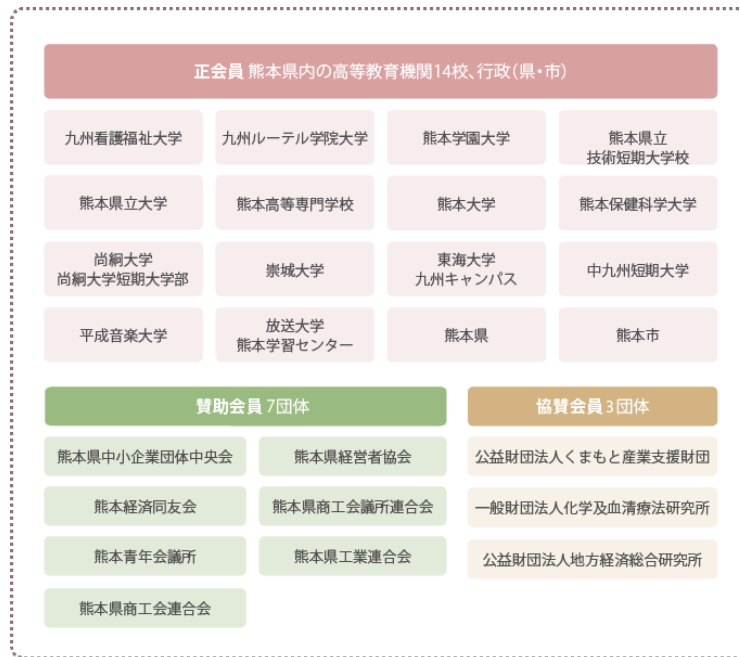 正会員 熊本県内の高等教育機関14校、行政(県・市)
九州看護福祉大学
九州ルーテル学院大学
熊本学園大学
熊本県立
技術短期大学校
熊本県立大学
熊本高等専門学校
熊本大学
熊本保健科学大学
尚絅大学
尚絅大学短期大学部
崇城大学
東海大学
九州キャンパス
中九州短期大学
平成音楽大学
放送大学
熊本学習センター
熊本県
熊本市
賛助会員 7団体
熊本県中小企業団体中央会
熊本県経営者協会
熊本経済同友会
熊本県商工会議所連合会
熊本青年会議所
熊本県工業連合会
熊本県商工会連合会
協賛会員 3団体
公益財団法人くまもと産業支援財団
一般財団法人化学及血清療法研究所
公益財団法人地方経済総合研究所